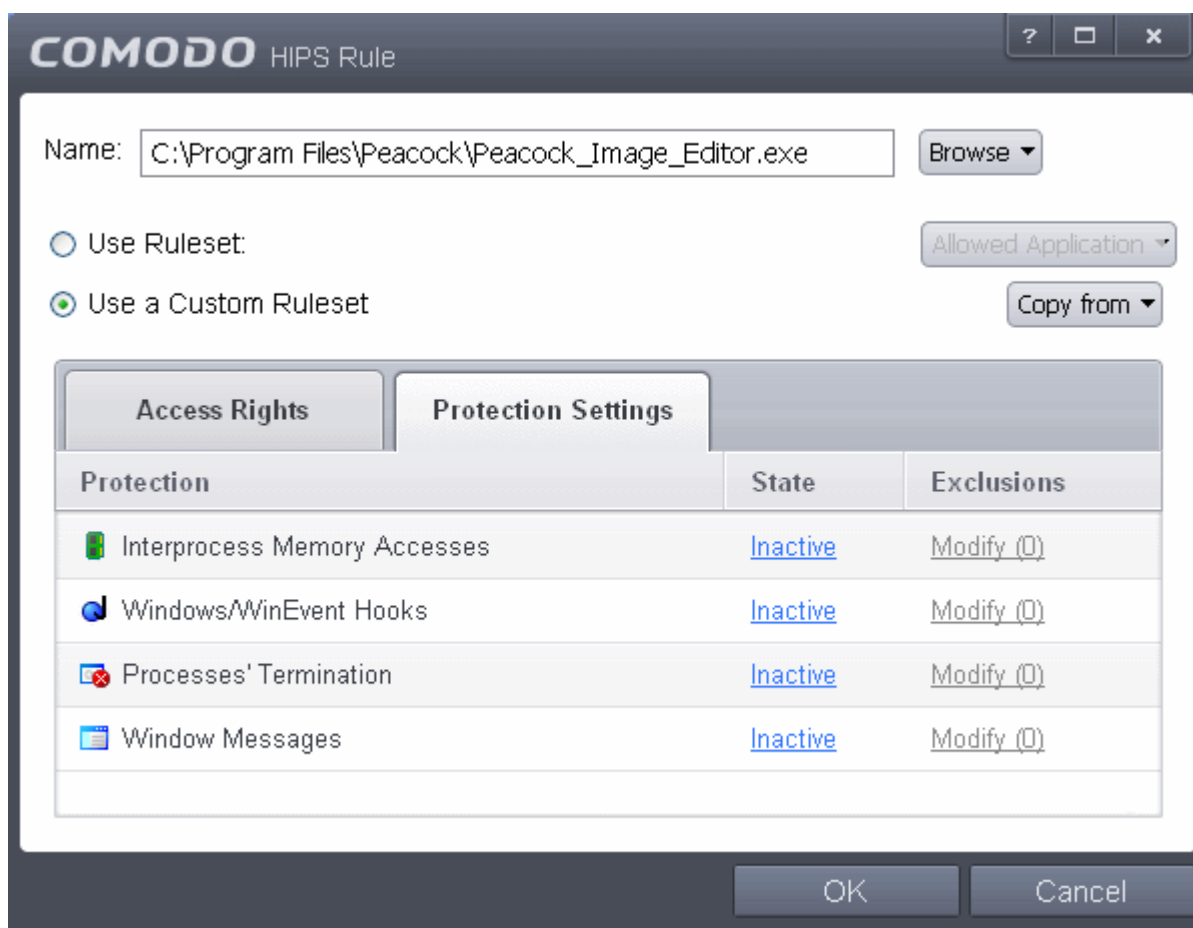 COMODO HIPS Rule
?
x
Name: C:\Program Files\Peacock\Peacock_Image_Editor.exe Browse
Use Ruleset: Allowed Application
Use a Custom Ruleset Copy from
Access Rights Protection Settings
Protection State Exclusions
Interprocess Memory Accesses Inactive Modify (0)
Windows/WinEvent Hooks Inactive Modify (0)
Processes' Termination Inactive Modify (0)
Window Messages Inactive Modify (0)
OK Cancel